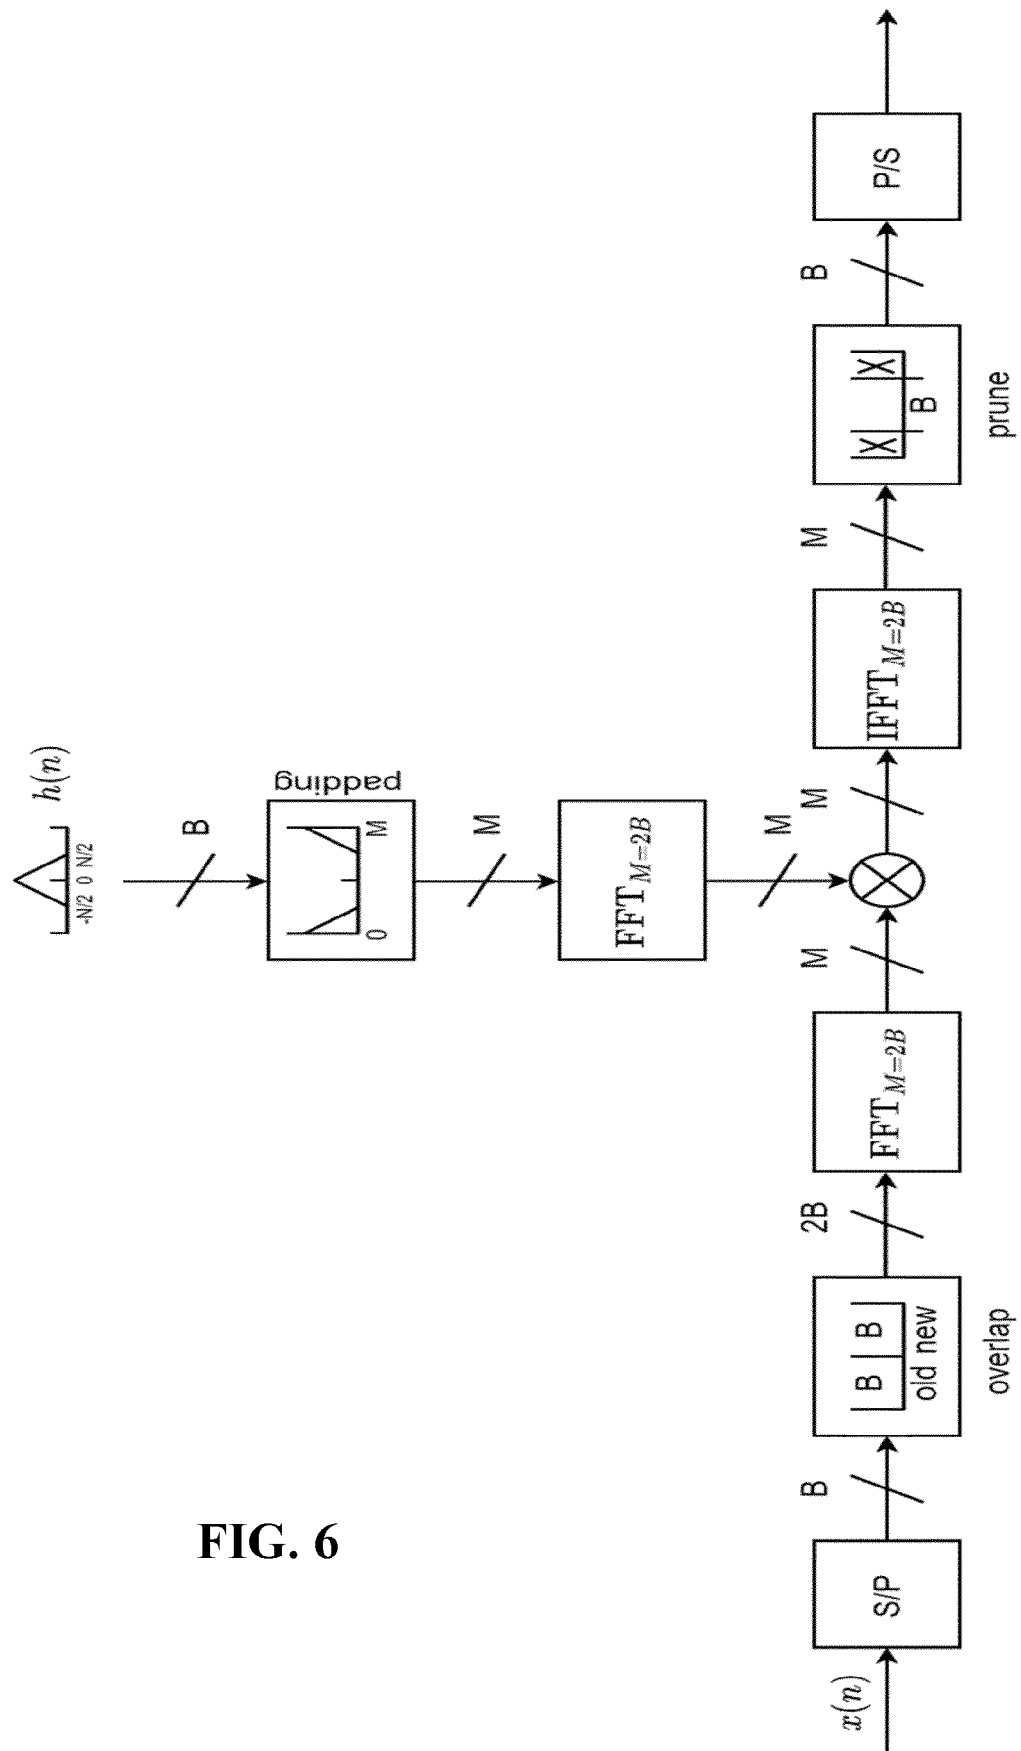 FIG. 6
h(n)
-N/2 0 N/2
B
padding
0 M
M
FFT_{M=2B}
M
x(n)
S/P
B
B B
old new
overlap
2B
FFT_{M=2B}
M
M
IFFT_{M=2B}
M
X X
B
prune
B
P/S